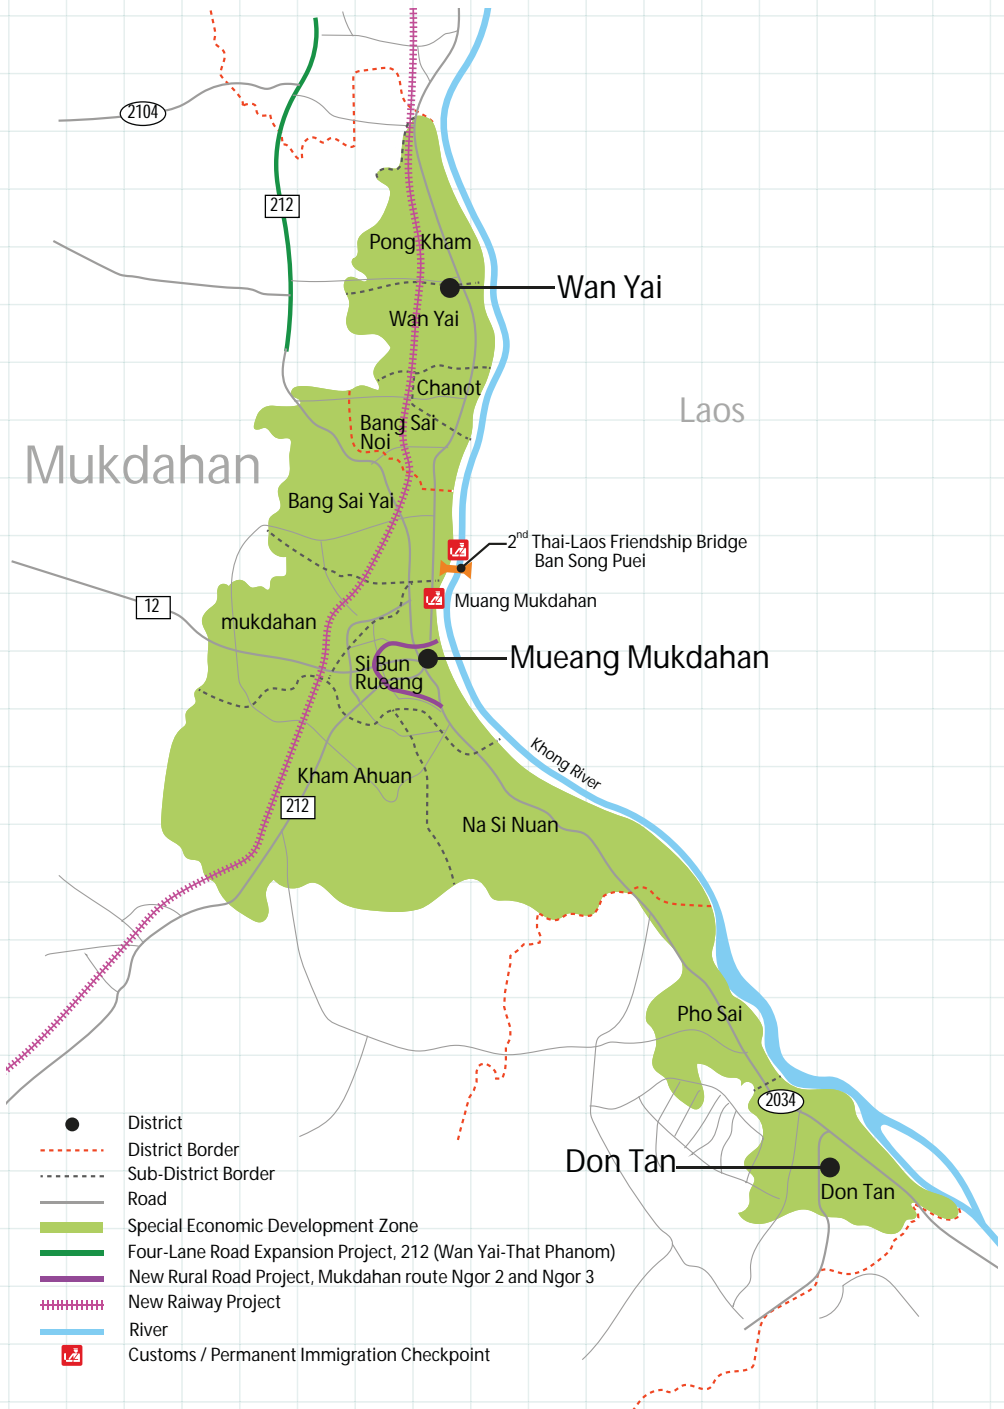 2104
212
Pong Kham
Wan Yai
Wan Yai
Chanot
Laos
Bang Sai
Noi
Mukdahan
Bang Sai Yai
2nd Thai-Laos Friendship Bridge
Ban Song Puei
12
Muang Mukdahan
mukdahan
Mueang Mukdahan
Si Bun
Rueang
Khong River
Kham Ahuan
212
Na Si Nuan
Pho Sai
2034
Don Tan
Don Tan
District
District Border
Sub-District Border
Road
Special Economic Development Zone
Four-Lane Road Expansion Project, 212 (Wan Yai-That Phanom)
New Rural Road Project, Mukdahan route Ngor 2 and Ngor 3
New Raiway Project
River
Customs / Permanent Immigration Checkpoint